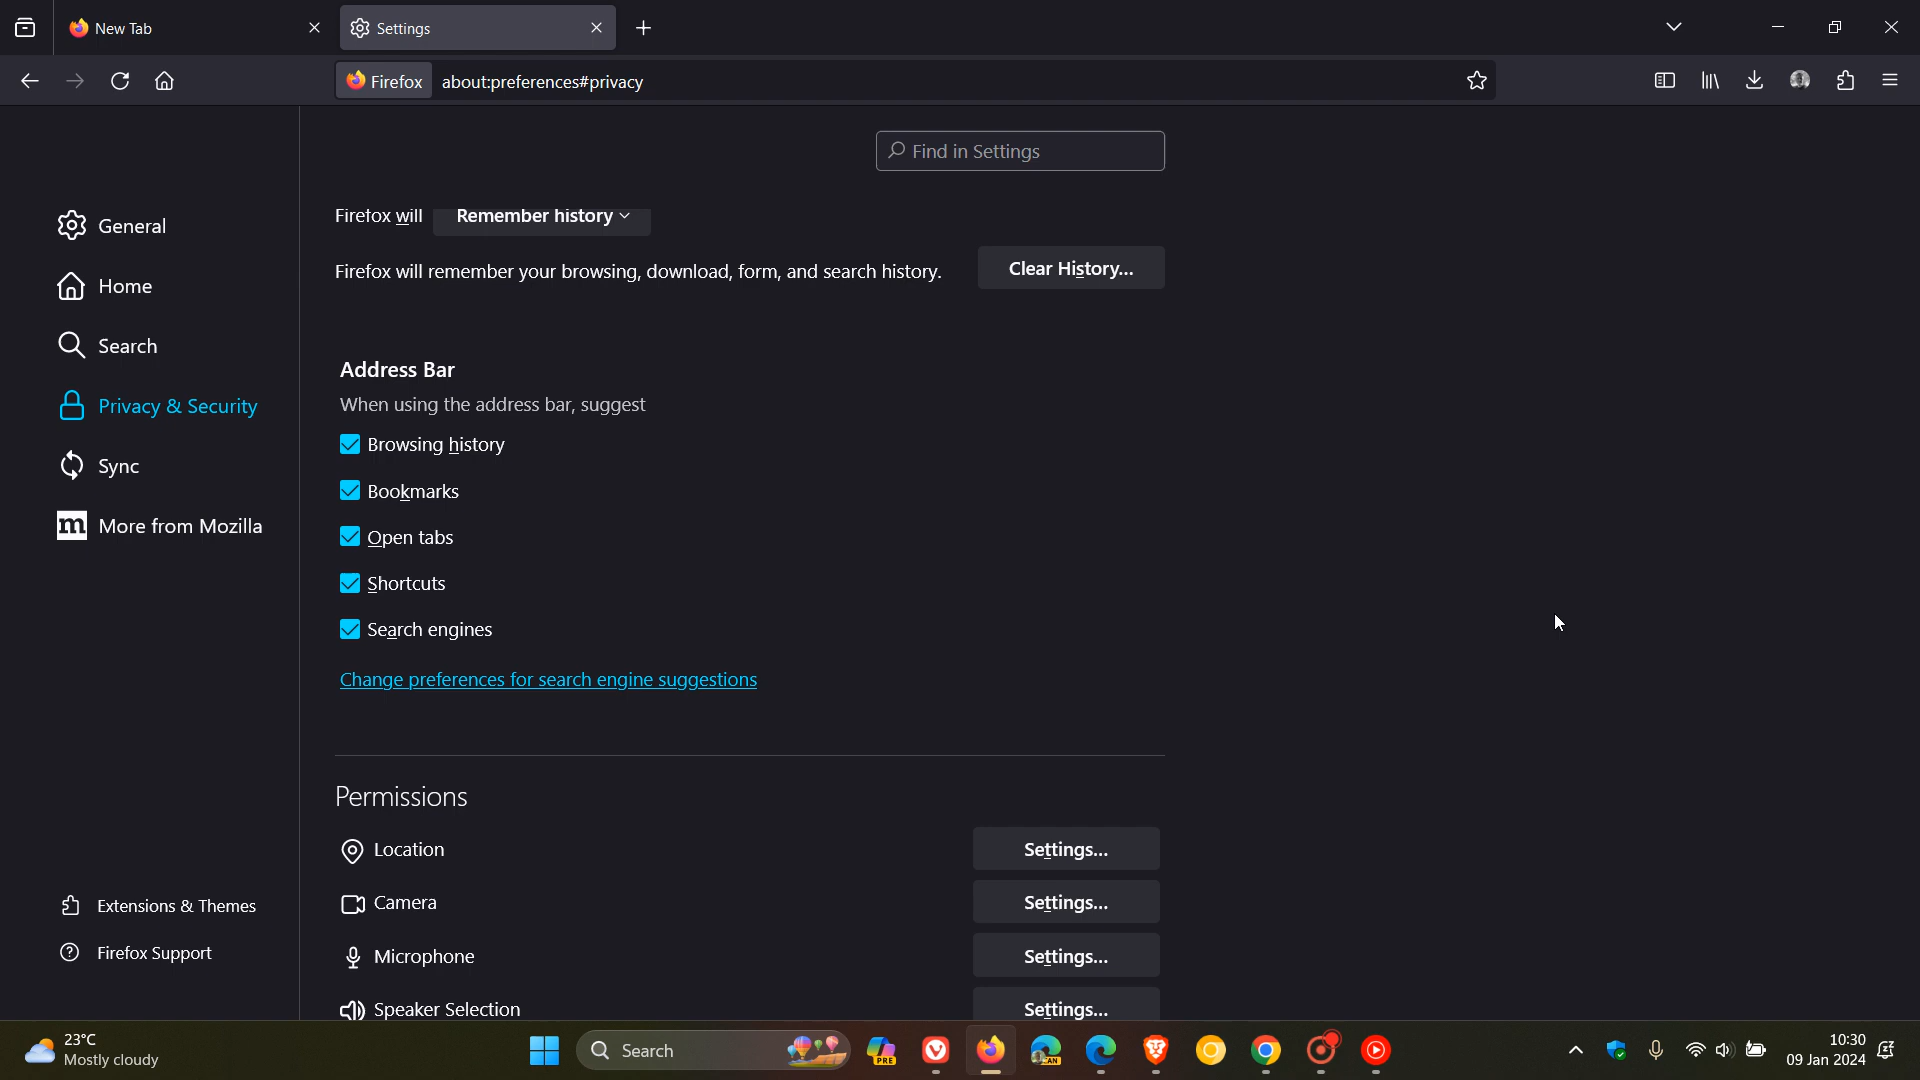 New Tab
Settings
Firefox
about:preferences#privacy
Find in Settings
General
Home
Search
Privacy & Security
Sync
More from Mozilla
Extensions & Themes
Firefox Support
Firefox will
Remember history
Firefox will remember your browsing, download, form, and search history.
Clear History...
Address Bar
When using the address bar, suggest
Browsing history
Bookmarks
Open tabs
Shortcuts
Search engines
Change preferences for search engine suggestions
Permissions
Location
Settings...
Camera
Settings...
Microphone
Settings...
Speaker Selection
Settings...
23°C
Mostly cloudy
Search
PRE
CAN
10:30
09 Jan 2024